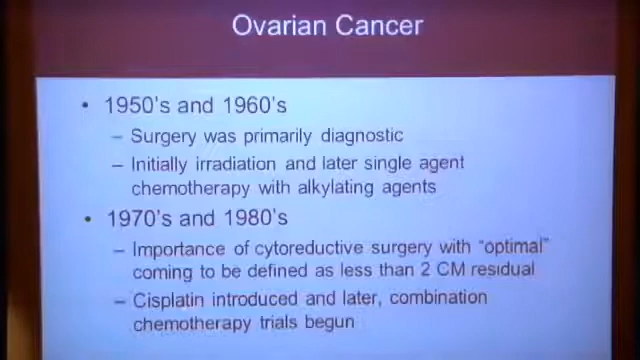 Ovarian Cancer
• 1950's and 1960's
– Surgery was primarily diagnostic
– Initially irradiation and later single agent
chemotherapy with alkylating agents
• 1970's and 1980's
– Importance of cytoreductive surgery with "optimal"
coming to be defined as less than 2 CM residual
– Cisplatin introduced and later, combination
chemotherapy trials begun